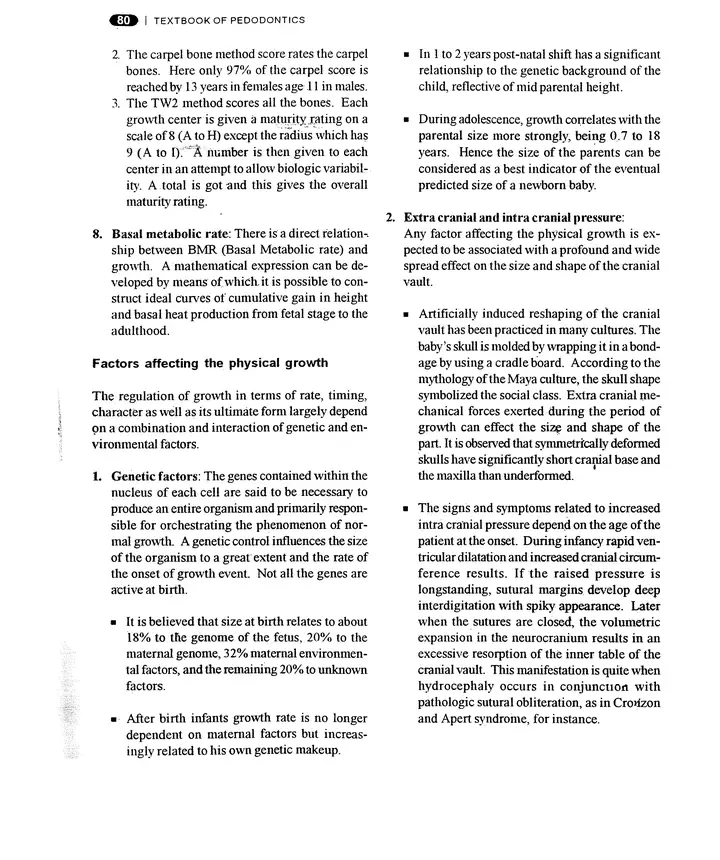 80 | TEXTBOOK OF PEDODONTICS
2. The carpel bone method score rates the carpel
bones. Here only 97% of the carpel score is
reached by 13 years in females age 11 in males.
3. The TW2 method scores all the bones. Each
growth center is given a maturity rating on a
scale of 8 (A to H) except the radius which has
9 (A to I). A number is then given to each
center in an attempt to allow biologic variabil-
ity. A total is got and this gives the overall
maturity rating.
8. Basal metabolic rate: There is a direct relation-
ship between BMR (Basal Metabolic rate) and
growth. A mathematical expression can be de-
veloped by means of which it is possible to con-
struct ideal curves of cumulative gain in height
and basal heat production from fetal stage to the
adulthood.
Factors affecting the physical growth
The regulation of growth in terms of rate, timing,
character as well as its ultimate form largely depend
on a combination and interaction of genetic and en-
vironmental factors.
1. Genetic factors: The genes contained within the
nucleus of each cell are said to be necessary to
produce an entire organism and primarily respon-
sible for orchestrating the phenomenon of nor-
mal growth. A genetic control influences the size
of the organism to a great extent and the rate of
the onset of growth event. Not all the genes are
active at birth.
▪ It is believed that size at birth relates to about
18% to the genome of the fetus, 20% to the
maternal genome, 32% maternal environmen-
tal factors, and the remaining 20% to unknown
factors.
▪ After birth infants growth rate is no longer
dependent on maternal factors but increas-
ingly related to his own genetic makeup.
▪ In 1 to 2 years post-natal shift has a significant
relationship to the genetic background of the
child, reflective of mid parental height.
▪ During adolescence, growth correlates with the
parental size more strongly, being 0.7 to 18
years. Hence the size of the parents can be
considered as a best indicator of the eventual
predicted size of a newborn baby.
2. Extra cranial and intra cranial pressure:
Any factor affecting the physical growth is ex-
pected to be associated with a profound and wide
spread effect on the size and shape of the cranial
vault.
▪ Artificially induced reshaping of the cranial
vault has been practiced in many cultures. The
baby's skull is molded by wrapping it in a bond-
age by using a cradle board. According to the
mythology of the Maya culture, the skull shape
symbolized the social class. Extra cranial me-
chanical forces exerted during the period of
growth can effect the size and shape of the
part. It is observed that symmetrically deformed
skulls have significantly short cranial base and
the maxilla than underformed.
▪ The signs and symptoms related to increased
intra cranial pressure depend on the age of the
patient at the onset. During infancy rapid ven-
tricular dilatation and increased cranial circum-
ference results. If the raised pressure is
longstanding, sutural margins develop deep
interdigitation with spiky appearance. Later
when the sutures are closed, the volumetric
expansion in the neurocranium results in an
excessive resorption of the inner table of the
cranial vault. This manifestation is quite when
hydrocephaly occurs in conjunction with
pathologic sutural obliteration, as in Crouzon
and Apert syndrome, for instance.